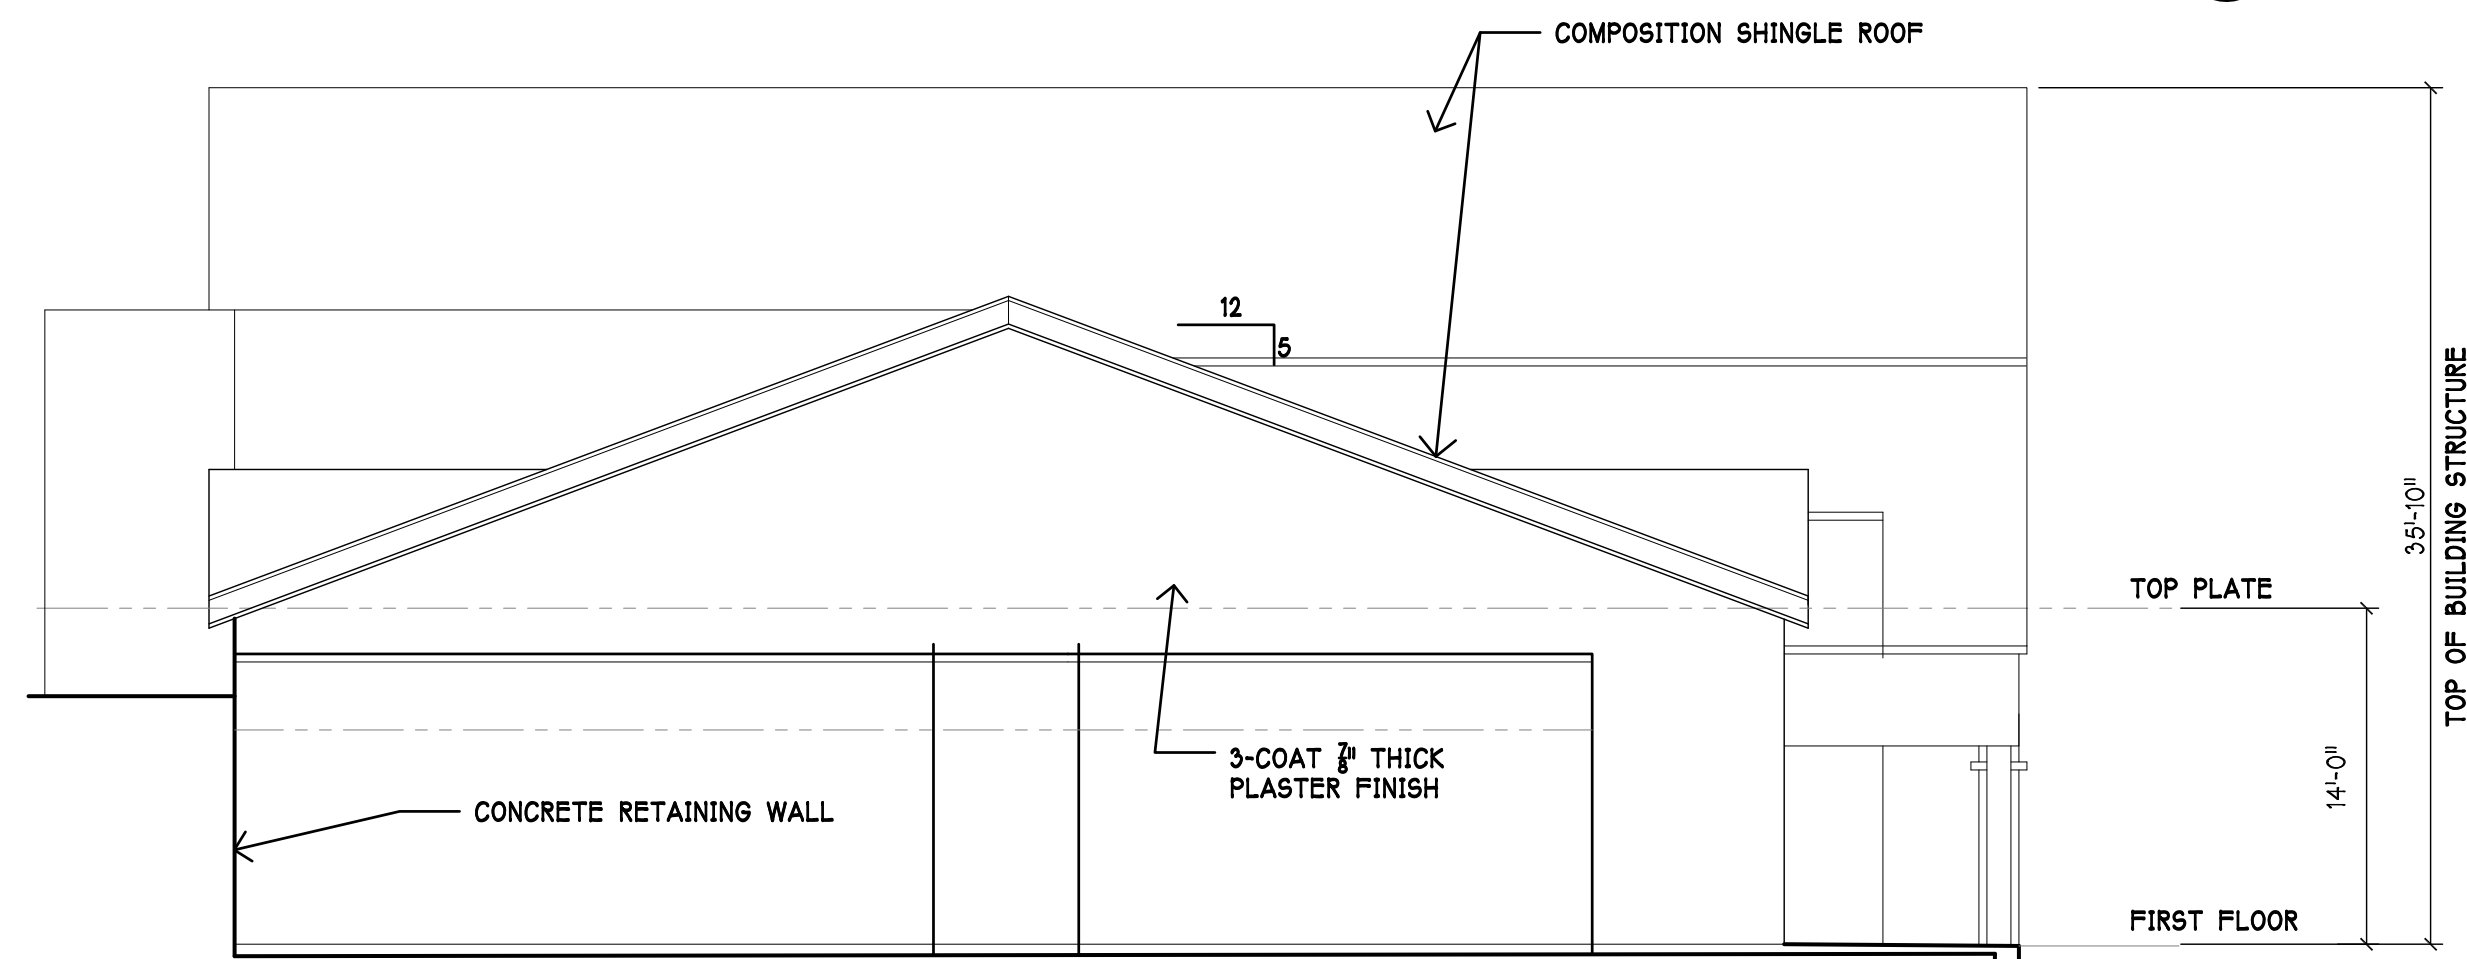 COMPOSITION SHINGLE ROOF
12
5
TOP OF BUILDING STRUCTURE
35'-10"
TOP PLATE
14'-0"
3-COAT 7/8" THICK
PLASTER FINISH
CONCRETE RETAINING WALL
FIRST FLOOR